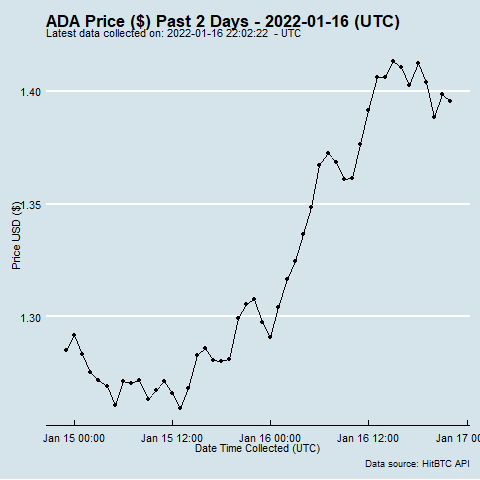 ADA Price ($) Past 2 Days - 2022-01-16 (UTC)
Latest data collected on: 2022-01-16 22:02:22  - UTC
1.40
1.35
1.30
Price USD ($)
Jan 15 00:00 Jan 15 12:00 Jan 16 00:00 Jan 16 12:00 Jan 17 00
Date Time Collected (UTC)
Data source: HitBTC API